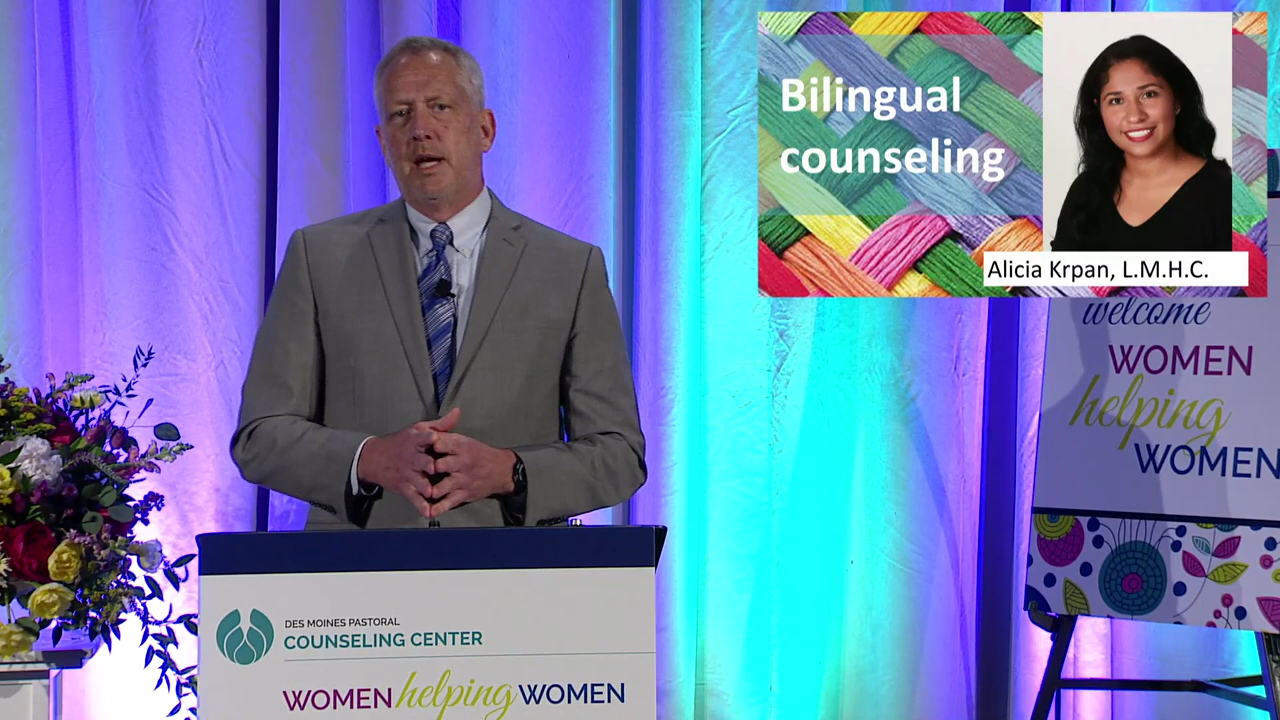 Bilingual
counseling
Alicia Krpan, L.M.H.C.
welcome
WOMEN
helping
WOMEN
DES MOINES PASTORAL
COUNSELING CENTER
WOMEN helping WOMEN